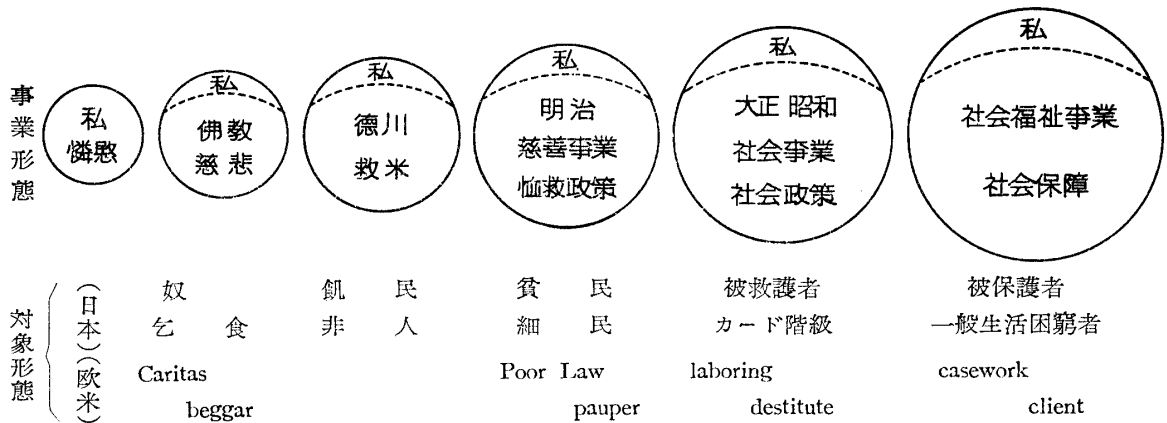 事業形態
私
憐愍
私
佛教
慈悲
私
徳川
救米
私
明治
慈善事業
恤救政策
私
大正 昭和
社会事業
社会政策
私
社会福祉事業
社会保障
対象形態
(日本)(欧米)
奴 飢民 貧民 被救護者 被保護者
乞食 非人 細民 カード階級 一般生活困窮者
Caritas Poor Law laboring casework
beggar pauper destitute client